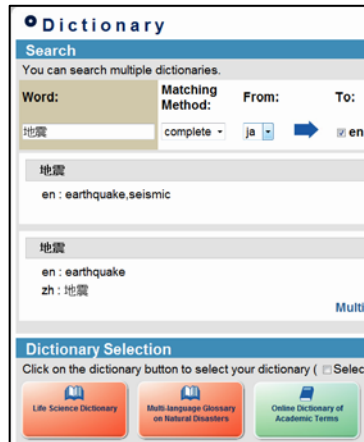 Dictionary
Search
You can search multiple dictionaries.
Word: Matching Method: From: To:
地震 complete ja en
地震
en : earthquake,seismic
地震
en : earthquake
zh : 地震
Multi
Dictionary Selection
Click on the dictionary button to select your dictionary ( Selec
Life Science Dictionary
Multi-language Glossary
on Natural Disasters
Online Dictionary of
Academic Terms